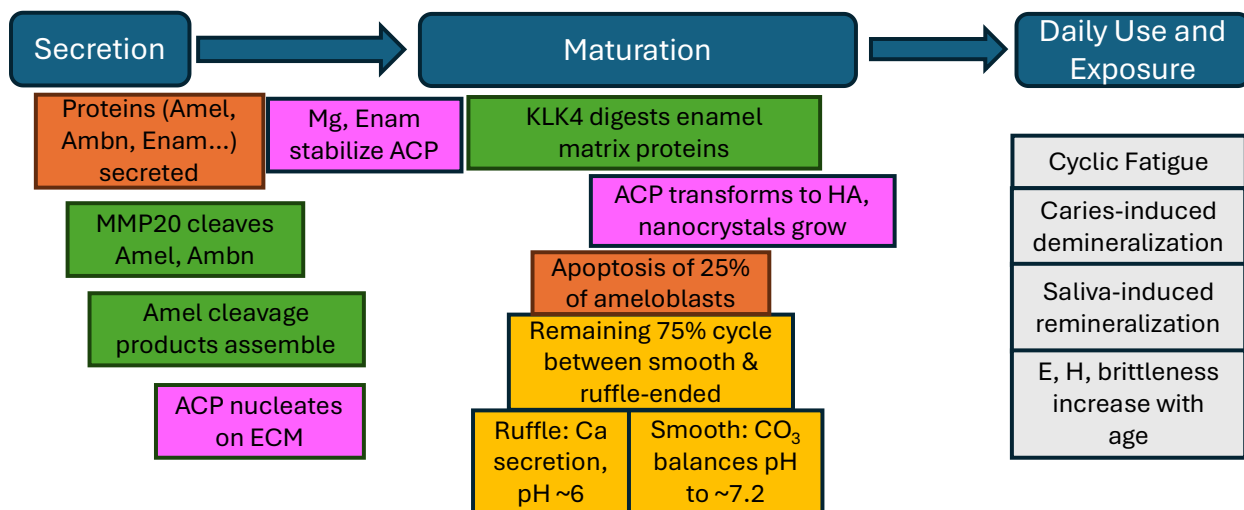 Secretion
Maturation
Daily Use and
Exposure
Proteins (Amel,
Ambn, Enam...)
secreted
Mg, Enam
stabilize ACP
MMP20 cleaves
Amel, Ambn
Amel cleavage
products assemble
ACP nucleates
on ECM
KLK4 digests enamel
matrix proteins
ACP transforms to HA,
nanocrystals grow
Apoptosis of 25%
of ameloblasts
Remaining 75% cycle
between smooth &
ruffle-ended
Ruffle: Ca
secretion,
pH ~6
Smooth: CO₃
balances pH
to ~7.2
Cyclic Fatigue
Caries-induced
demineralization
Saliva-induced
remineralization
E, H, brittleness
increase with
age